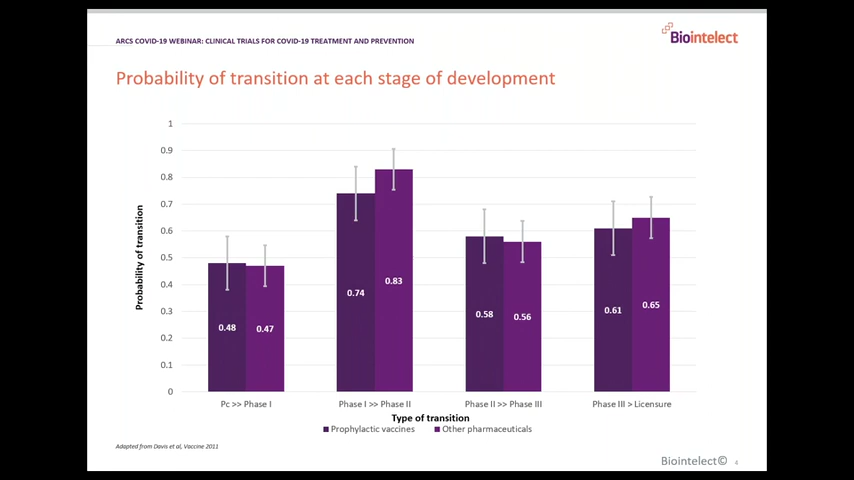 ARCS COVID-19 WEBINAR: CLINICAL TRIALS FOR COVID-19 TREATMENT AND PREVENTION
Biointelect
Probability of transition at each stage of development
Probability of transition
1
0.9
0.8
0.7
0.6
0.5
0.4
0.3
0.2
0.1
0
0.48
0.47
0.74
0.83
0.58
0.56
0.61
0.65
Pc >> Phase I
Phase I >> Phase II
Phase II >> Phase III
Phase III > Licensure
Type of transition
Prophylactic vaccines
Other pharmaceuticals
Adapted from Davis et al, Vaccine 2011
Biointelect© 4